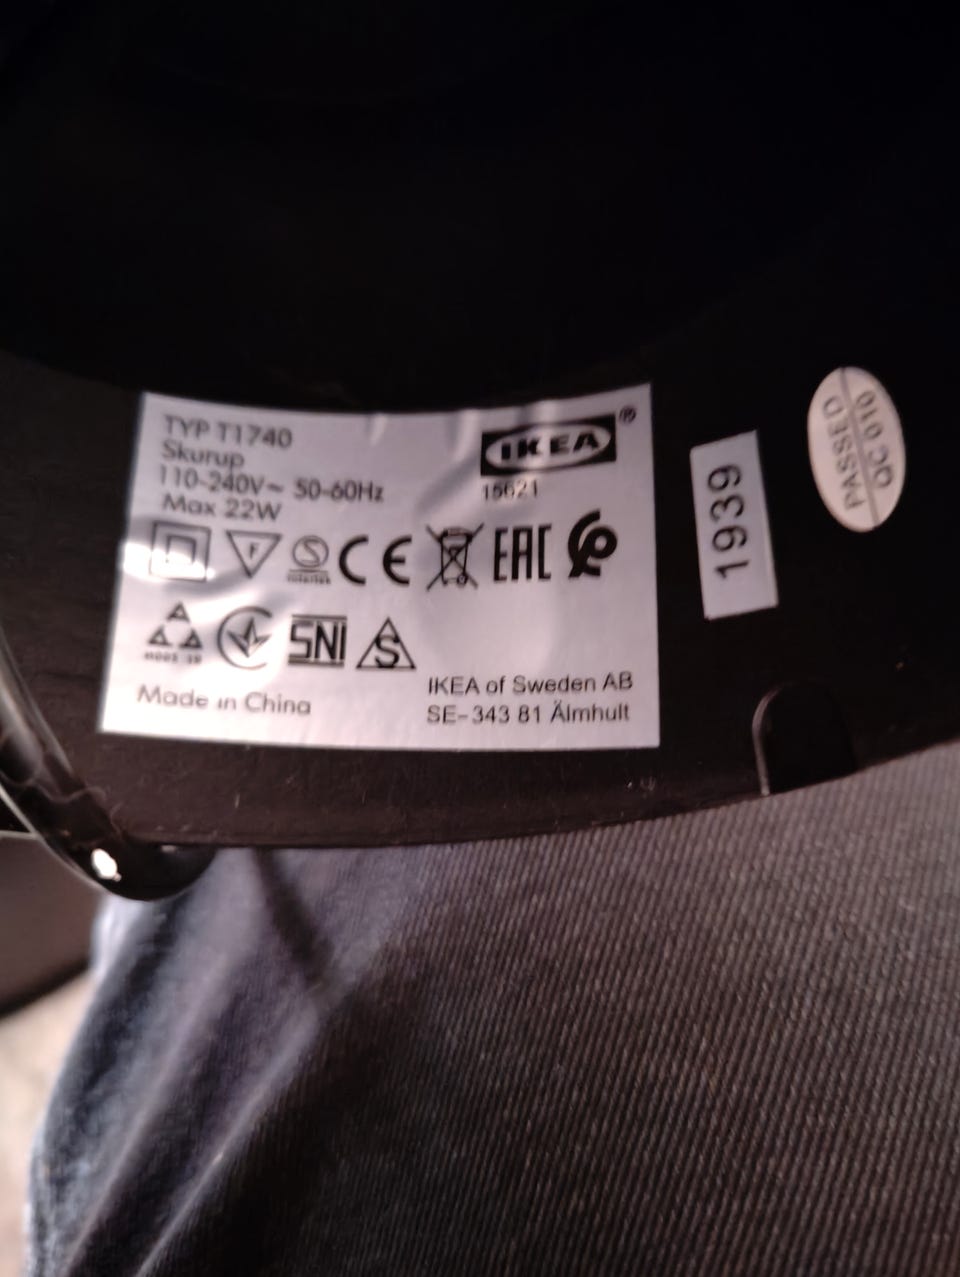 TYP T1740
Skurup
110-240V~ 50-60Hz
Max 22W
IKEA®
15621
F
S
Intertek
CE
EAC
SNI
S
Made in China
IKEA of Sweden AB
SE-343 81 Älmhult
1939
PASSED
QC 010